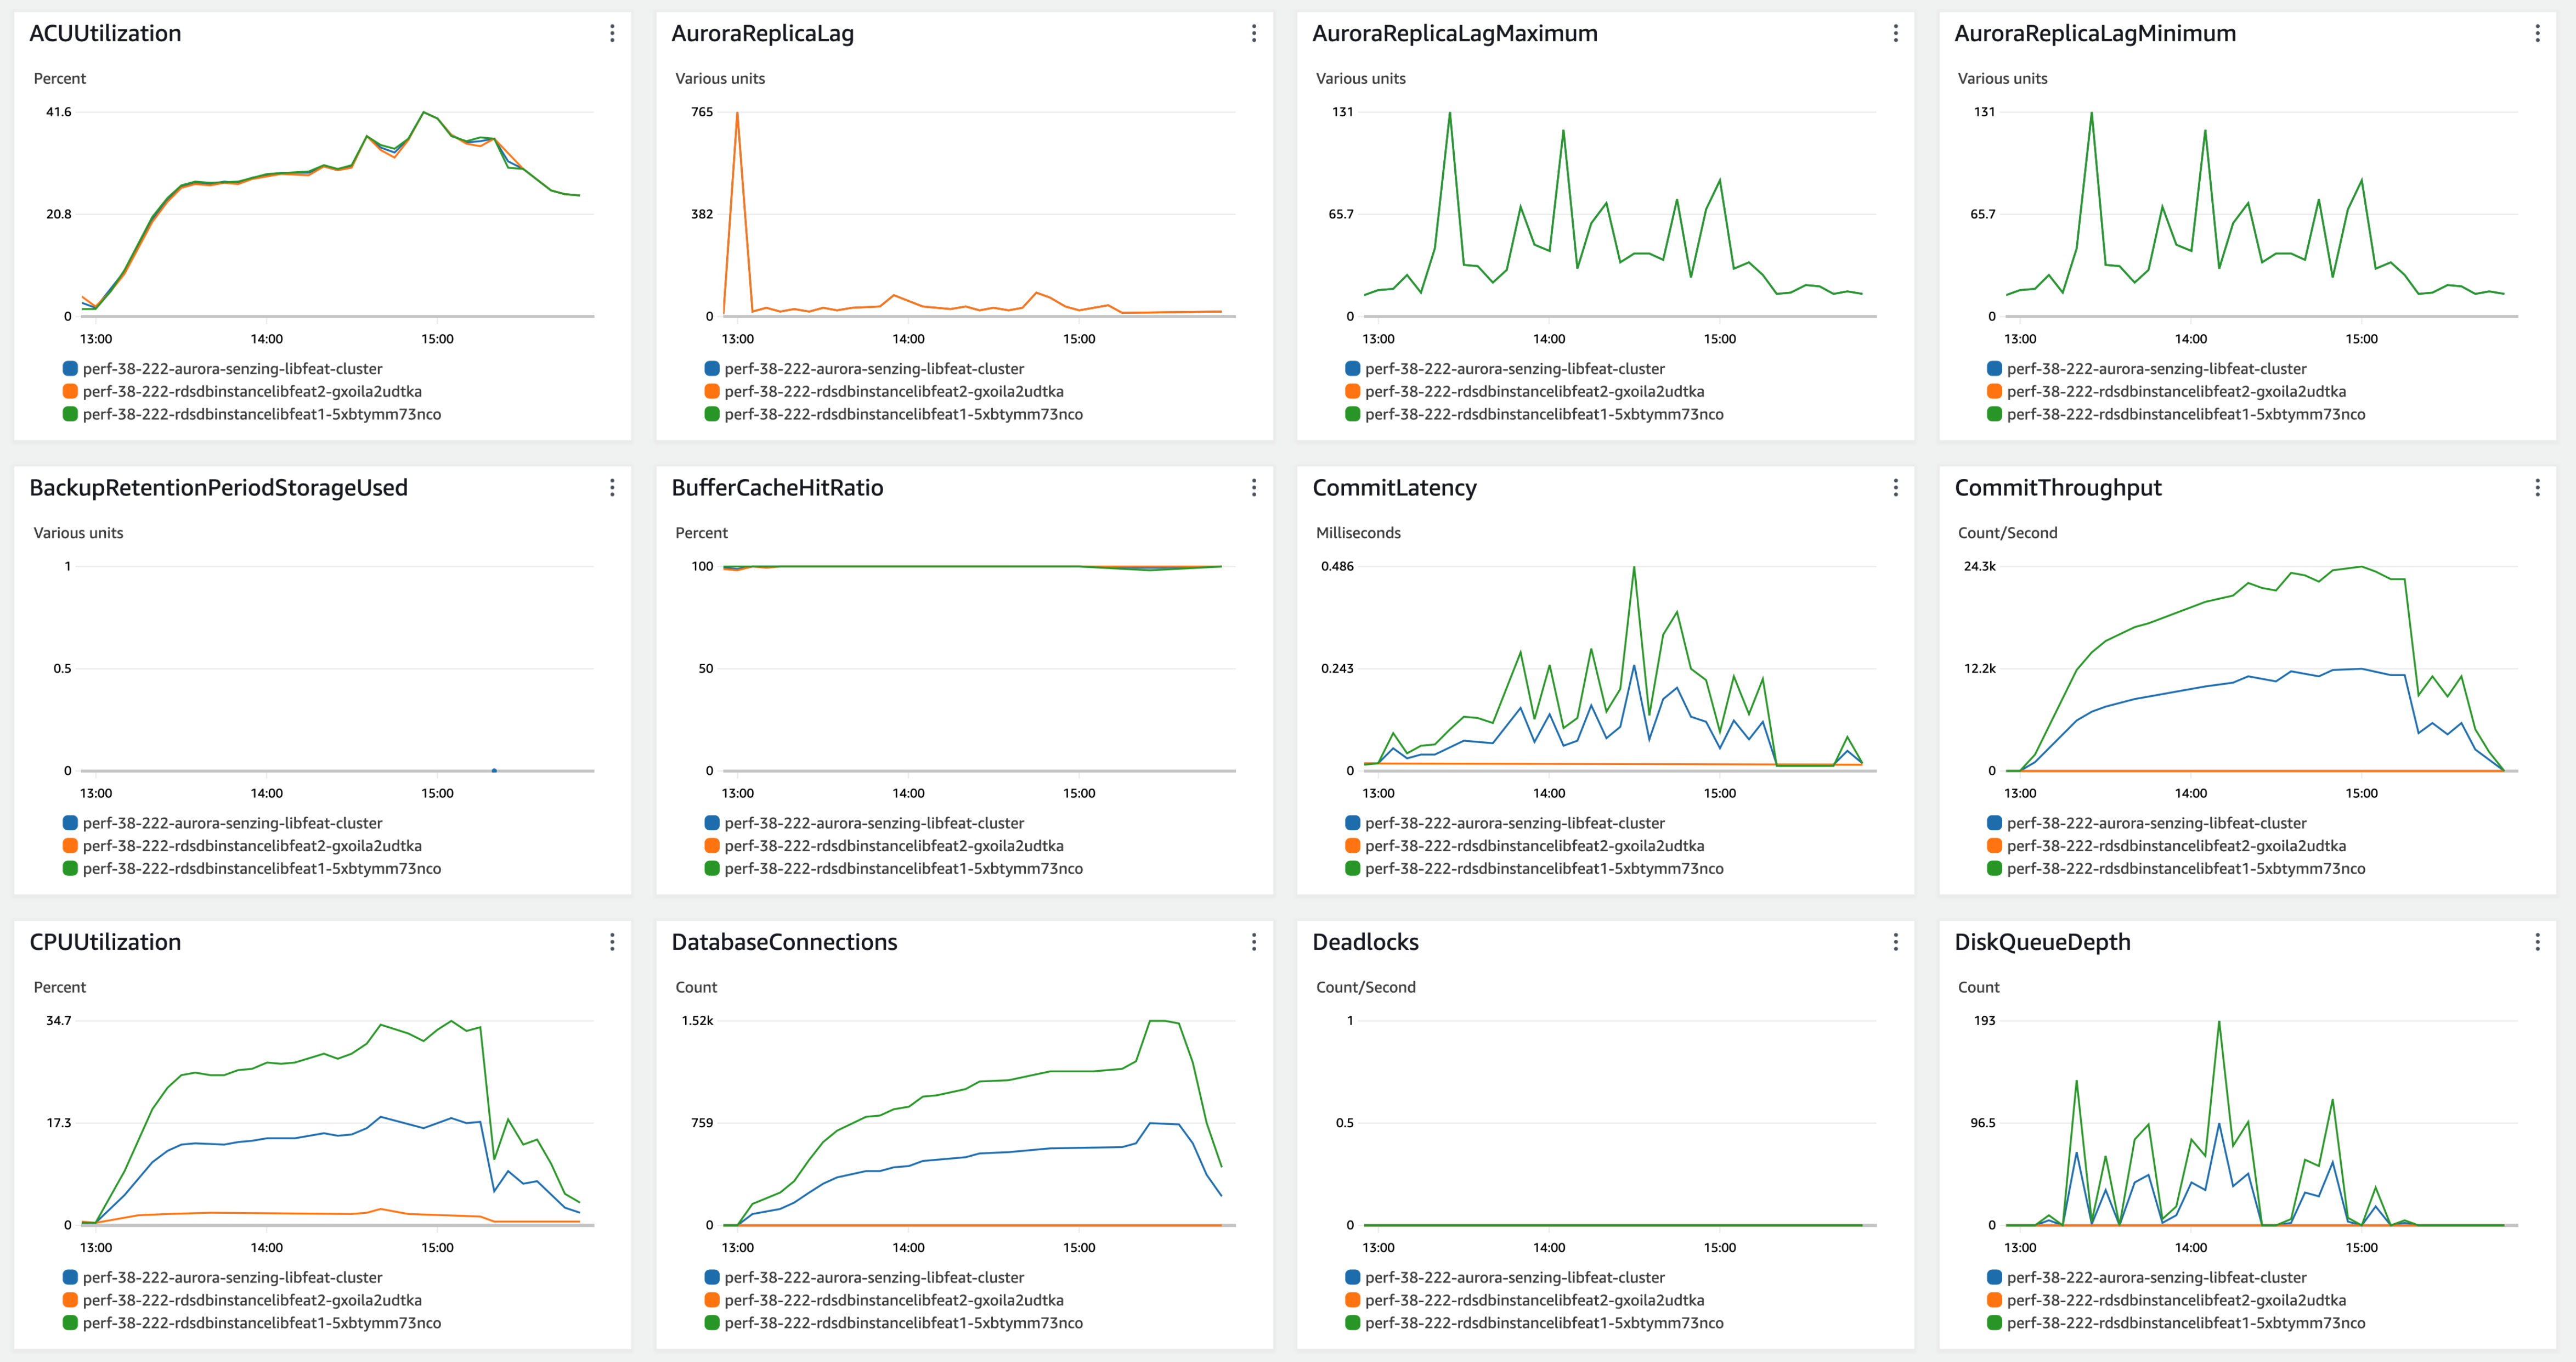 ACUUtilization
Percent
41.6
20.8
0
13:00 14:00 15:00
perf-38-222-aurora-senzing-libfeat-cluster
perf-38-222-rdsdbinstancelibfeat2-gxoila2udtka
perf-38-222-rdsdbinstancelibfeat1-5xbtymm73nco
AuroraReplicaLag
Various units
765
382
0
13:00 14:00 15:00
perf-38-222-aurora-senzing-libfeat-cluster
perf-38-222-rdsdbinstancelibfeat2-gxoila2udtka
perf-38-222-rdsdbinstancelibfeat1-5xbtymm73nco
AuroraReplicaLagMaximum
Various units
131
65.7
0
13:00 14:00 15:00
perf-38-222-aurora-senzing-libfeat-cluster
perf-38-222-rdsdbinstancelibfeat2-gxoila2udtka
perf-38-222-rdsdbinstancelibfeat1-5xbtymm73nco
AuroraReplicaLagMinimum
Various units
131
65.7
0
13:00 14:00 15:00
perf-38-222-aurora-senzing-libfeat-cluster
perf-38-222-rdsdbinstancelibfeat2-gxoila2udtka
perf-38-222-rdsdbinstancelibfeat1-5xbtymm73nco
BackupRetentionPeriodStorageUsed
Various units
1
0.5
0
13:00 14:00 15:00
perf-38-222-aurora-senzing-libfeat-cluster
perf-38-222-rdsdbinstancelibfeat2-gxoila2udtka
perf-38-222-rdsdbinstancelibfeat1-5xbtymm73nco
BufferCacheHitRatio
Percent
100
50
0
13:00 14:00 15:00
perf-38-222-aurora-senzing-libfeat-cluster
perf-38-222-rdsdbinstancelibfeat2-gxoila2udtka
perf-38-222-rdsdbinstancelibfeat1-5xbtymm73nco
CommitLatency
Milliseconds
0.486
0.243
0
13:00 14:00 15:00
perf-38-222-aurora-senzing-libfeat-cluster
perf-38-222-rdsdbinstancelibfeat2-gxoila2udtka
perf-38-222-rdsdbinstancelibfeat1-5xbtymm73nco
CommitThroughput
Count/Second
24.3k
12.2k
0
13:00 14:00 15:00
perf-38-222-aurora-senzing-libfeat-cluster
perf-38-222-rdsdbinstancelibfeat2-gxoila2udtka
perf-38-222-rdsdbinstancelibfeat1-5xbtymm73nco
CPUUtilization
Percent
34.7
17.3
0
13:00 14:00 15:00
perf-38-222-aurora-senzing-libfeat-cluster
perf-38-222-rdsdbinstancelibfeat2-gxoila2udtka
perf-38-222-rdsdbinstancelibfeat1-5xbtymm73nco
DatabaseConnections
Count
1.52k
759
0
13:00 14:00 15:00
perf-38-222-aurora-senzing-libfeat-cluster
perf-38-222-rdsdbinstancelibfeat2-gxoila2udtka
perf-38-222-rdsdbinstancelibfeat1-5xbtymm73nco
Deadlocks
Count/Second
1
0.5
0
13:00 14:00 15:00
perf-38-222-aurora-senzing-libfeat-cluster
perf-38-222-rdsdbinstancelibfeat2-gxoila2udtka
perf-38-222-rdsdbinstancelibfeat1-5xbtymm73nco
DiskQueueDepth
Count
193
96.5
0
13:00 14:00 15:00
perf-38-222-aurora-senzing-libfeat-cluster
perf-38-222-rdsdbinstancelibfeat2-gxoila2udtka
perf-38-222-rdsdbinstancelibfeat1-5xbtymm73nco